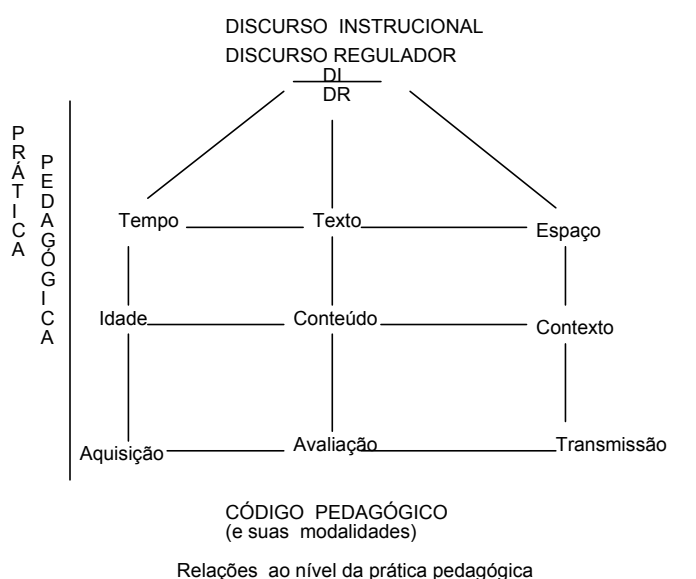 DISCURSO INSTRUCIONAL
DISCURSO REGULADOR
DI
DR
PRÁTICA
PEDAGÓGICA
Tempo Texto Espaço
Idade Conteúdo Contexto
Aquisição Avaliação Transmissão
CÓDIGO PEDAGÓGICO
(e suas modalidades)
Relações ao nível da prática pedagógica